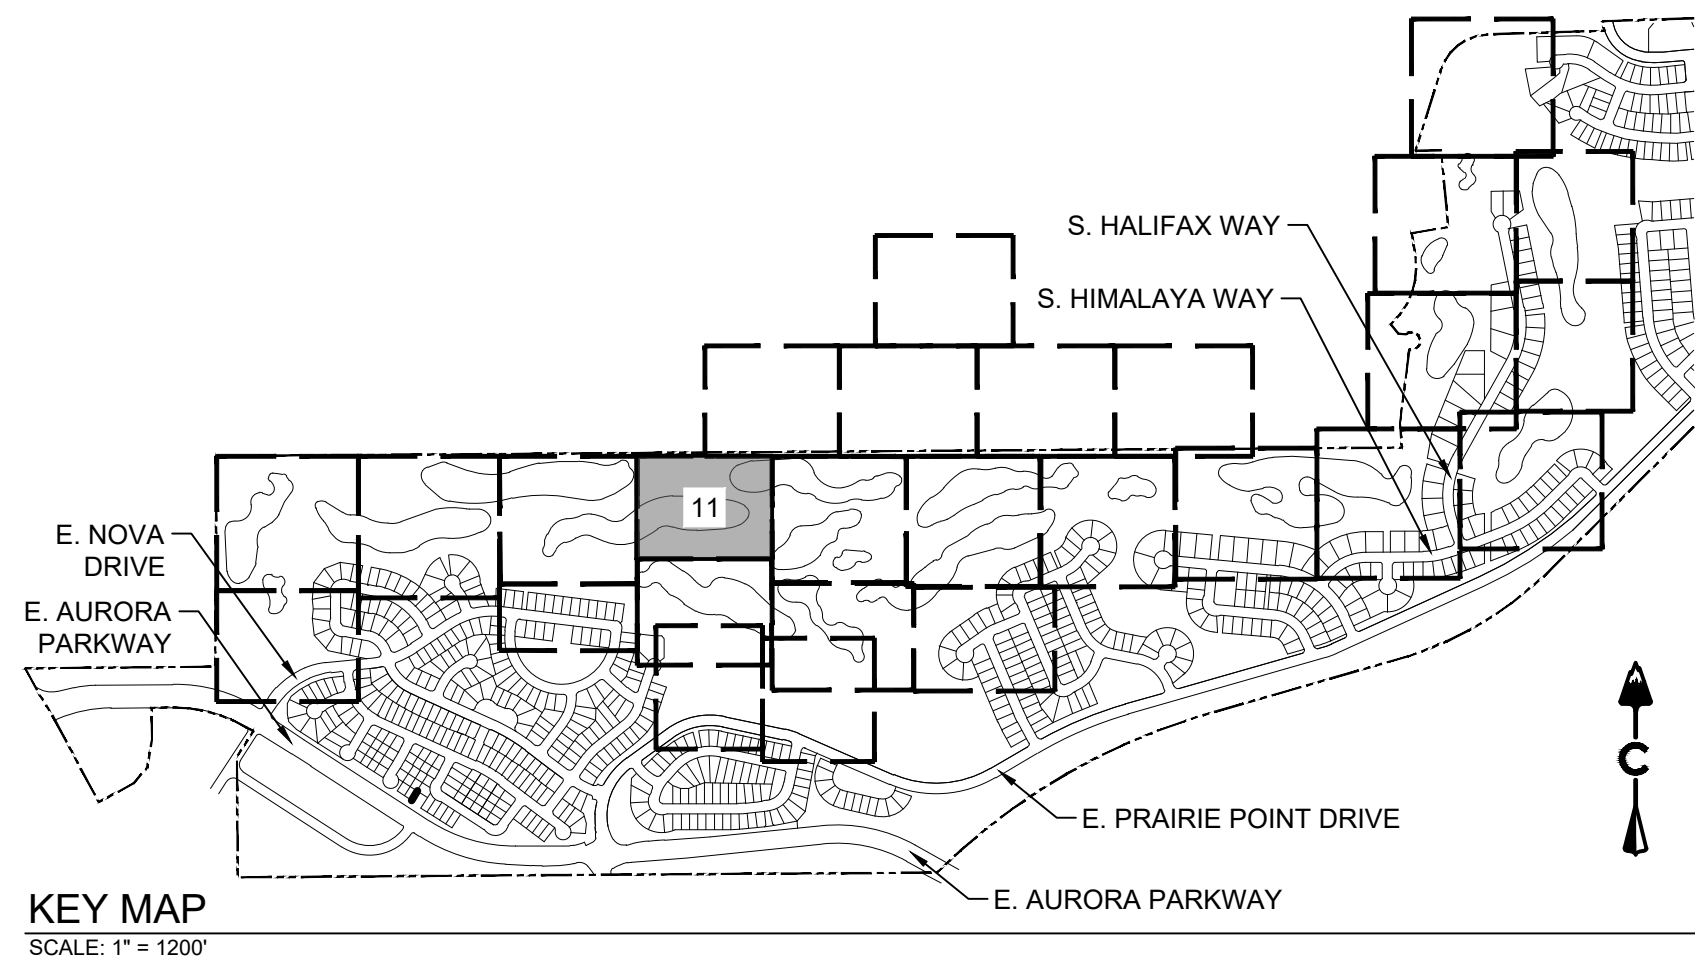 S. HALIFAX WAY
S. HIMALAYA WAY
11
E. NOVA
DRIVE
E. AURORA
PARKWAY
C
E. PRAIRIE POINT DRIVE
E. AURORA PARKWAY
KEY MAP
SCALE: 1" = 1200'